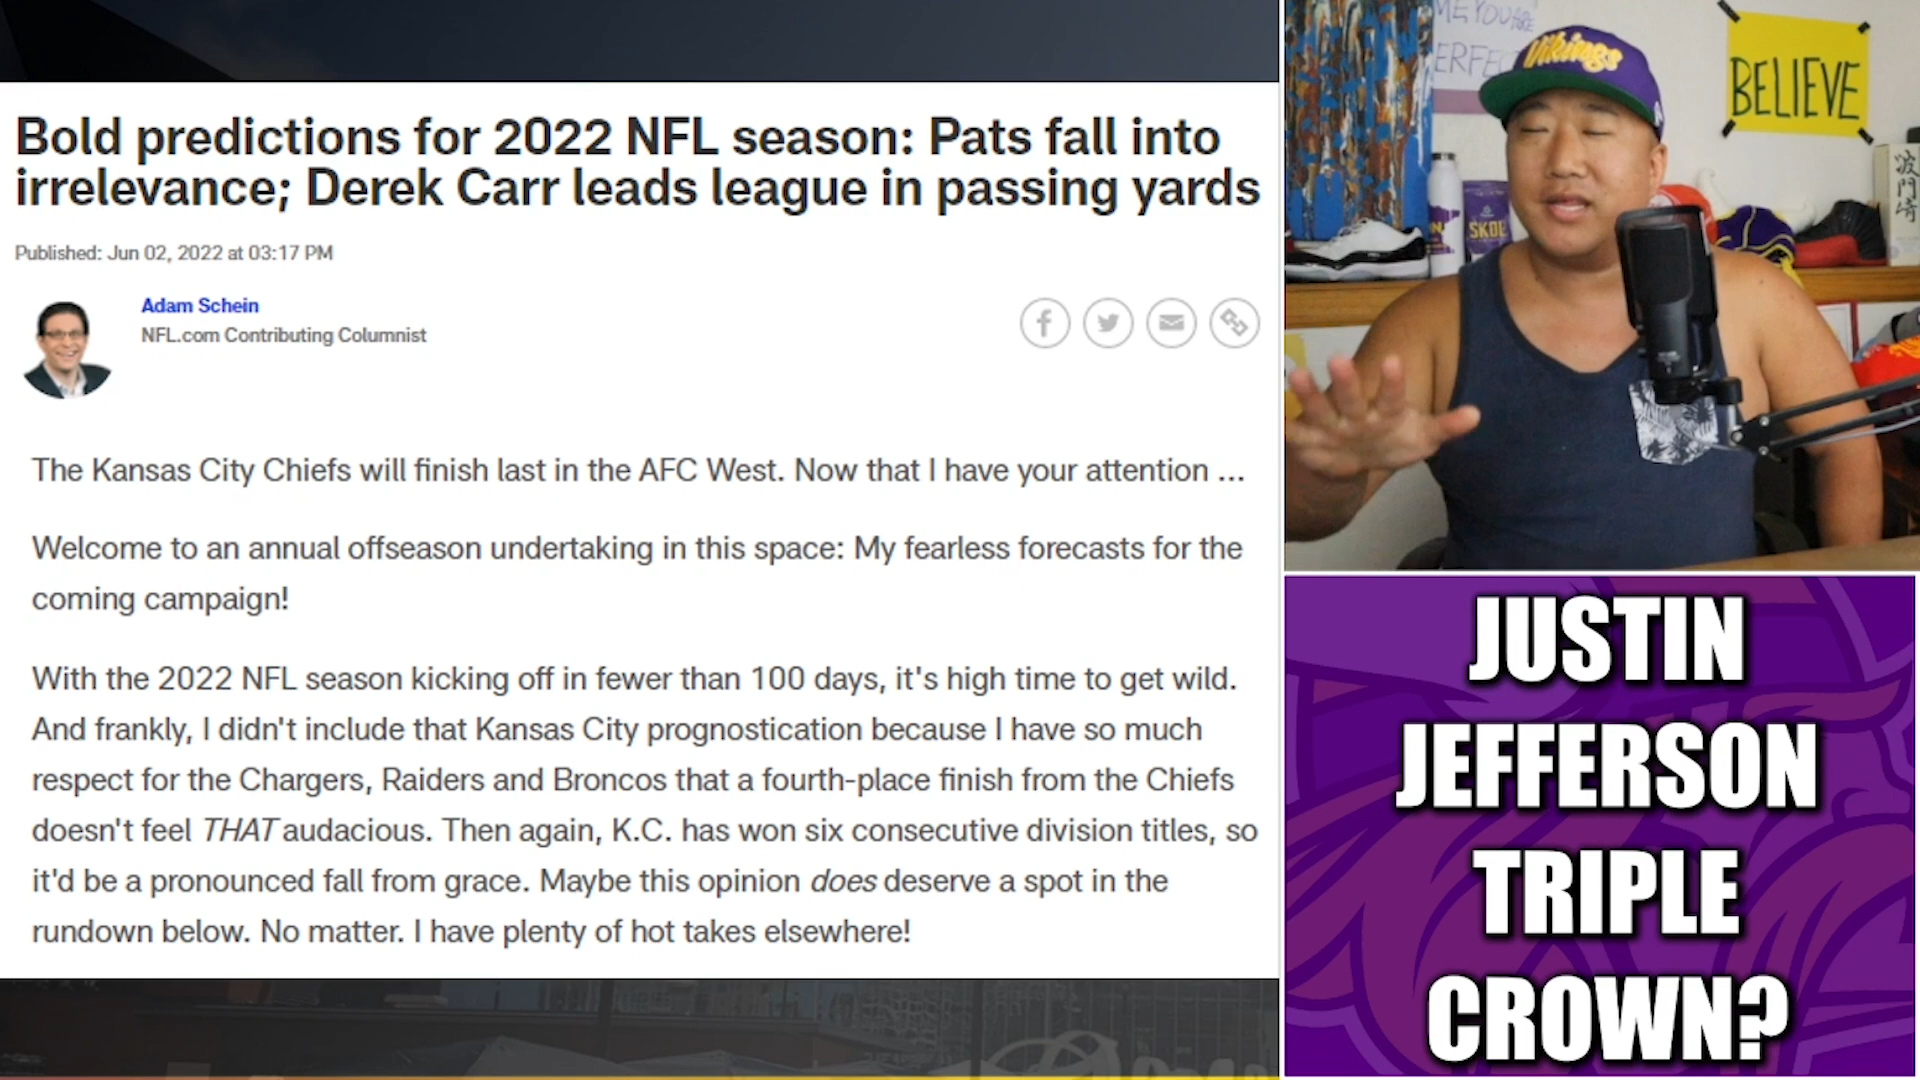 Bold predictions for 2022 NFL season: Pats fall into
irrelevance; Derek Carr leads league in passing yards
Published: Jun 02, 2022 at 03:17 PM
Adam Schein
NFL.com Contributing Columnist
The Kansas City Chiefs will finish last in the AFC West. Now that I have your attention ...
Welcome to an annual offseason undertaking in this space: My fearless forecasts for the
coming campaign!
With the 2022 NFL season kicking off in fewer than 100 days, it's high time to get wild.
And frankly, I didn't include that Kansas City prognostication because I have so much
respect for the Chargers, Raiders and Broncos that a fourth-place finish from the Chiefs
doesn't feel THAT audacious. Then again, K.C. has won six consecutive division titles, so
it'd be a pronounced fall from grace. Maybe this opinion does deserve a spot in the
rundown below. No matter. I have plenty of hot takes elsewhere!
ME YOU ARE
PERFEC
Vikings
BELIEVE
SKOL
波
門
崎
JUSTIN
JEFFERSON
TRIPLE
CROWN?